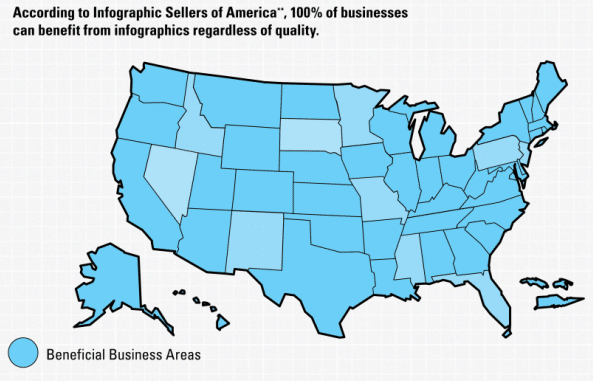 According to Infographic Sellers of America**, 100% of businesses
can benefit from infographics regardless of quality.
Beneficial Business Areas